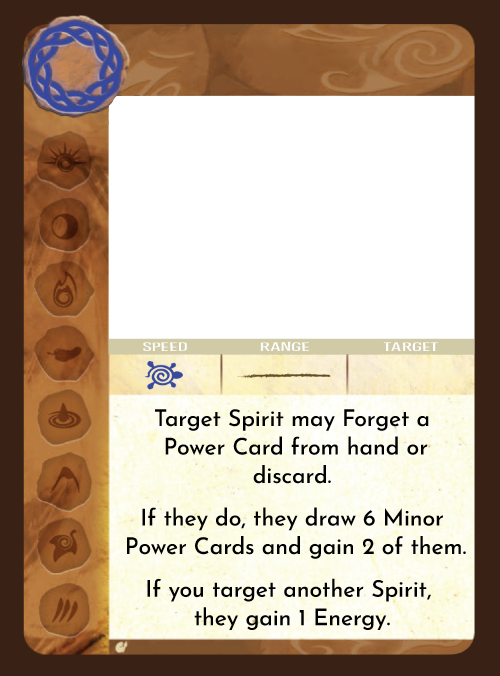 SPEED RANGE TARGET
Target Spirit may Forget a
Power Card from hand or
discard.
If they do, they draw 6 Minor
Power Cards and gain 2 of them.
If you target another Spirit,
they gain 1 Energy.